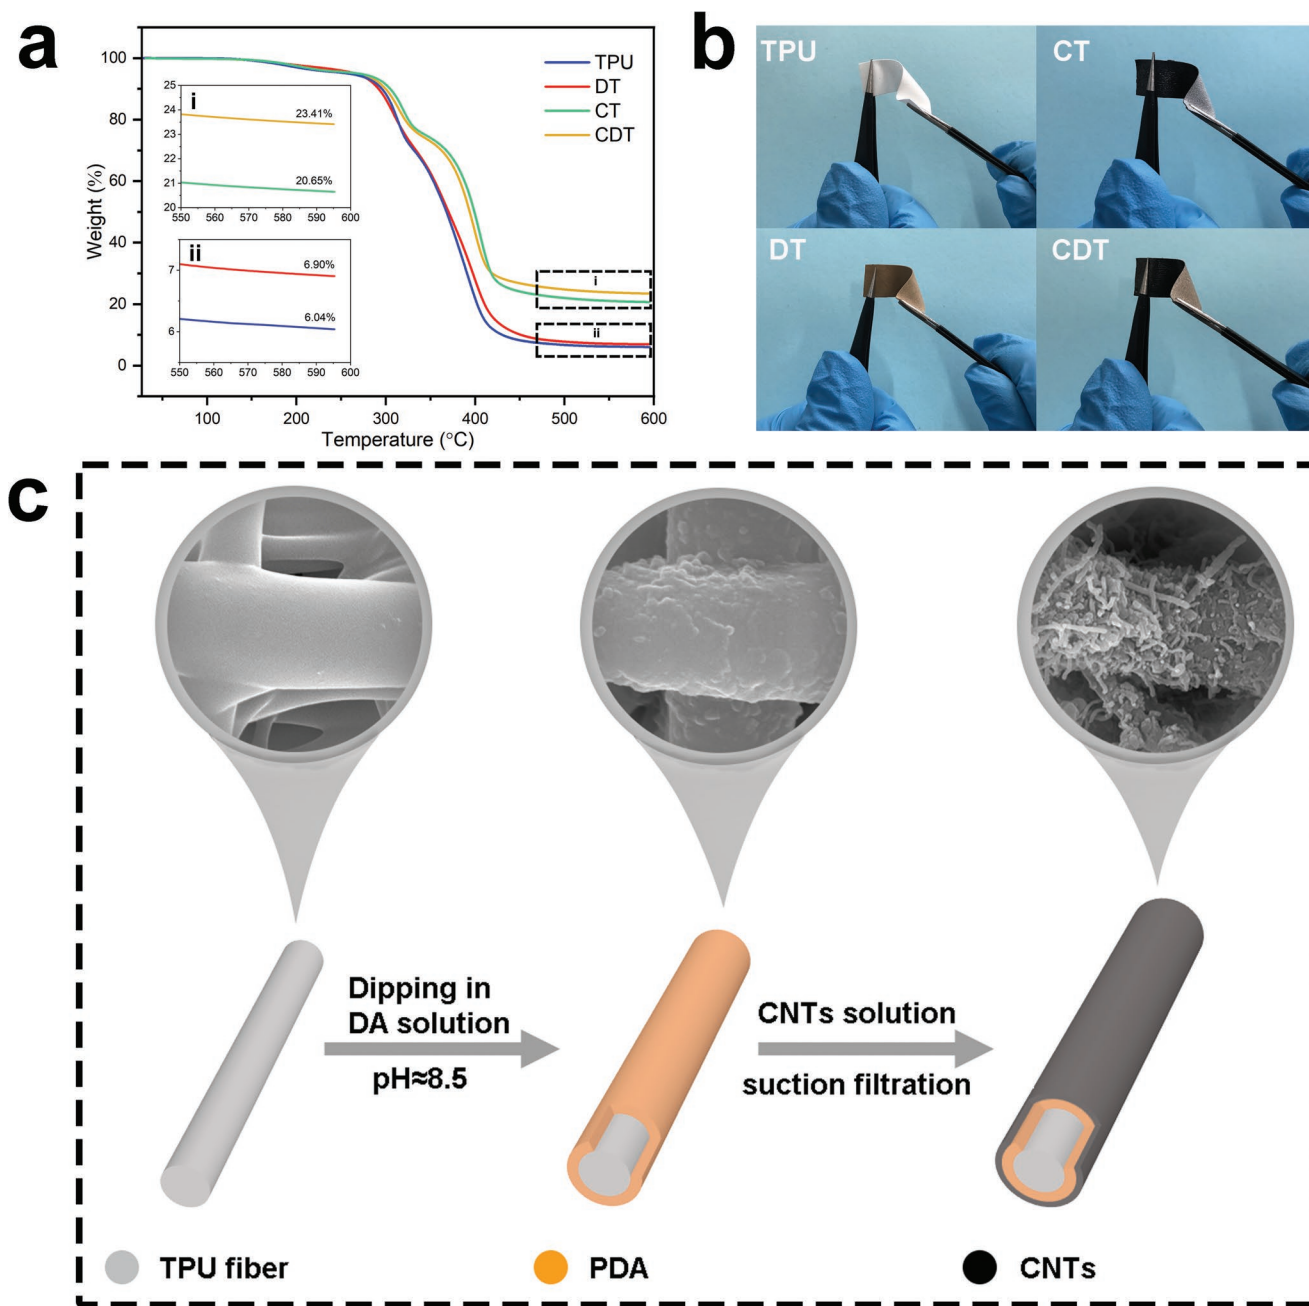 a
100
80
60
40
20
0
Weight (%)
100
200
300
400
500
600
Temperature (°C)
TPU
DT
CT
CDT
i
25
24
23
22
21
20
23.41%
20.65%
550
560
570
580
590
600
ii
7
6
6.90%
6.04%
550
560
570
580
590
600
i
ii
b
TPU
CT
DT
CDT
c
Dipping in
DA solution
pH≈8.5
CNTs solution
suction filtration
TPU fiber
PDA
CNTs